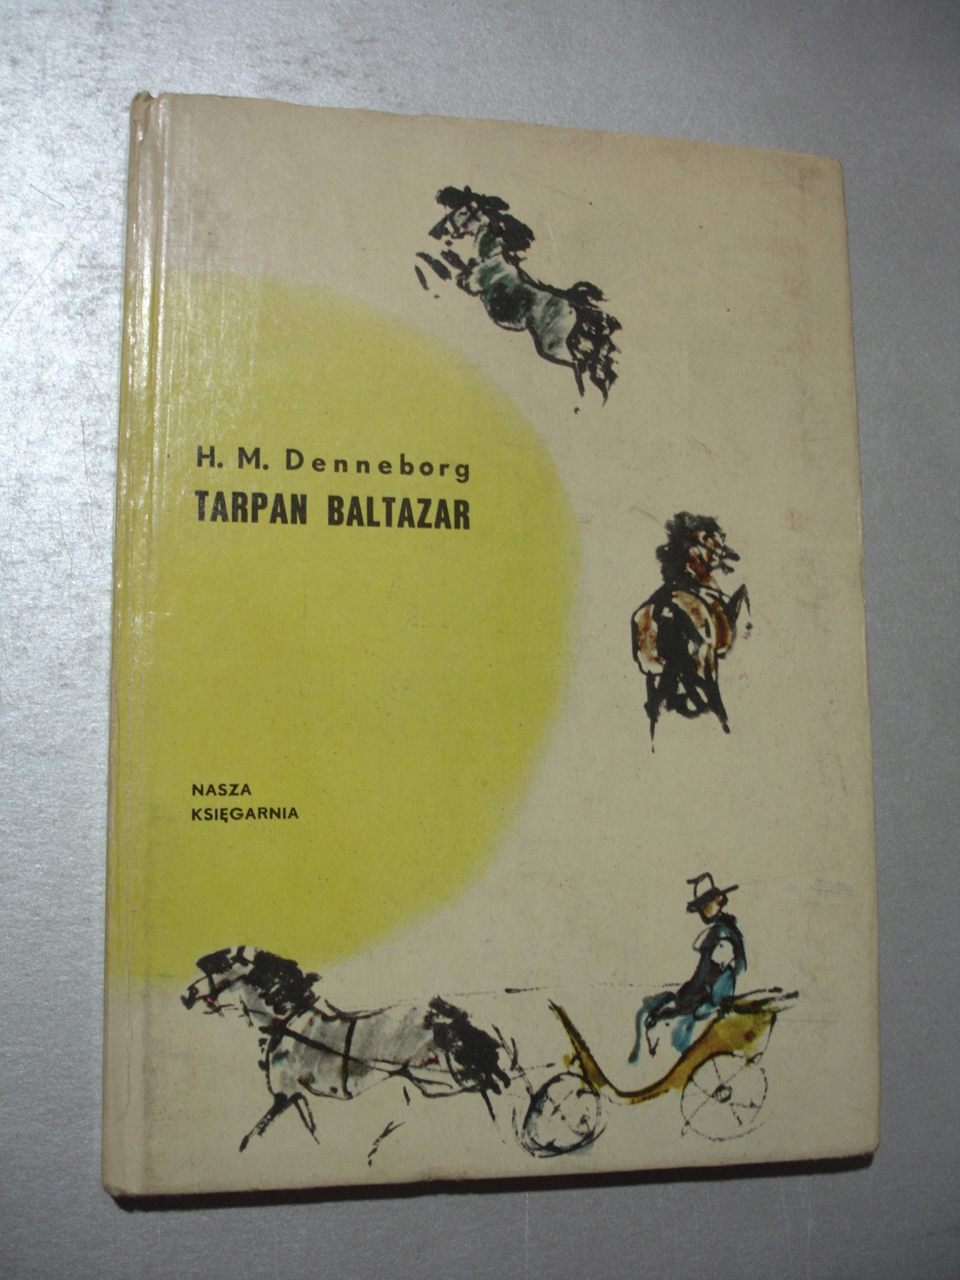 H. M. Denneborg
TARPAN BALTAZAR
NASZA
KSIĘGARNIA